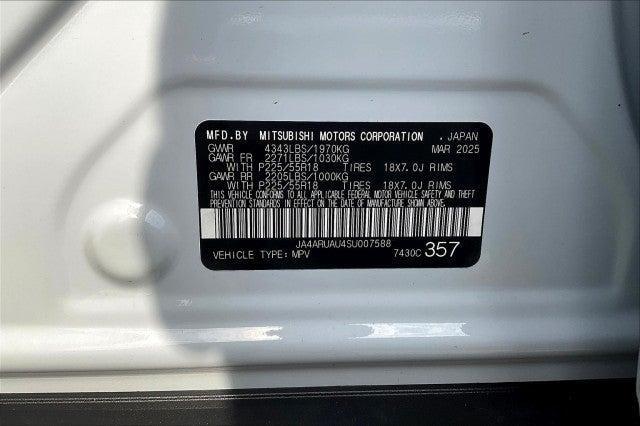 MFD.BY MITSUBISHI MOTORS CORPORATION . JAPAN
GVWR 4343LBS/1970KG MAR 2025
GAWR FR 2271LBS/1030KG
WITH P225/55R18 TIRES 18X7.0J RIMS
GAWR RR 2205LBS/1000KG
WITH P225/55R18 TIRES 18X7.0J RIMS
THIS VEHICLE CONFORMS TO ALL APPLICABLE
FEDERAL MOTOR VEHICLE SAFETY AND THEFT
PREVENTION STANDARDS IN EFFECT ON THE DATE
OF MANUFACTURE SHOWN ABOVE.
JA4ARUAU4SU007588
VEHICLE TYPE: MPV 7430C 357